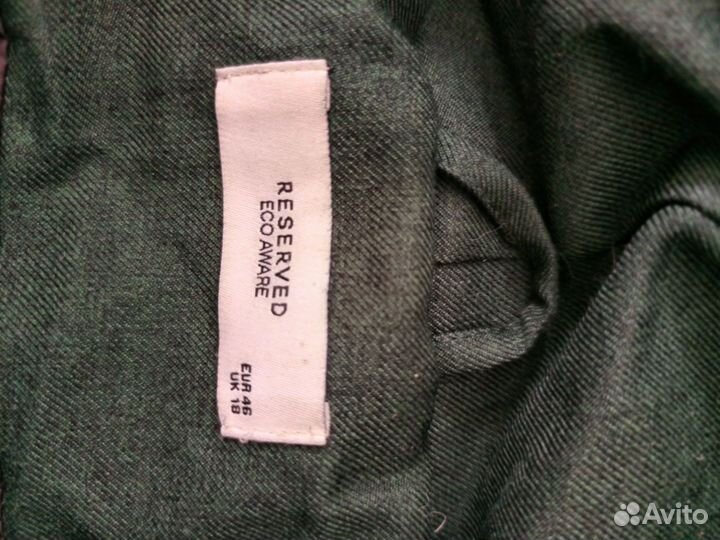 RESERVED
ECO AWARE
EUR 46
UK 18
Avito